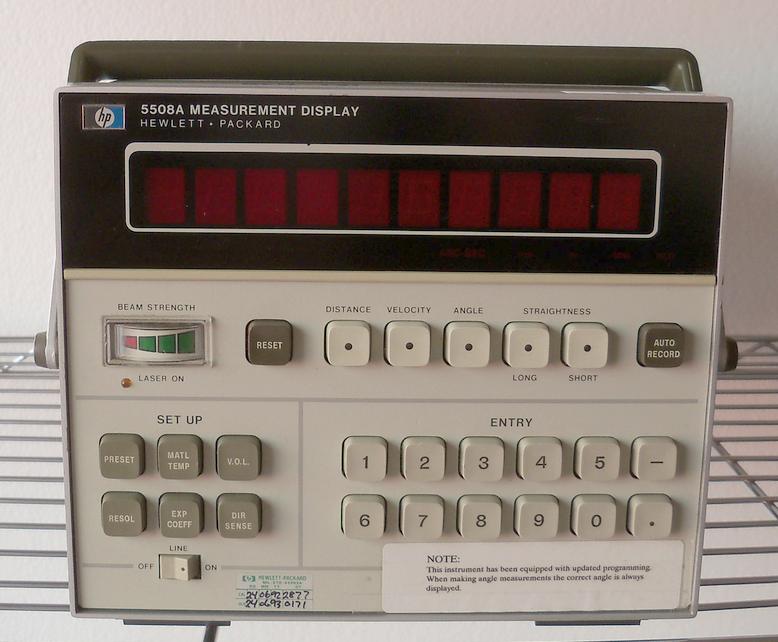 hp
5508A MEASUREMENT DISPLAY
HEWLETT • PACKARD
ARC-SEC
BEAM STRENGTH
LASER ON
RESET
DISTANCE VELOCITY ANGLE STRAIGHTNESS
LONG SHORT
AUTO
RECORD
SET UP
PRESET
MATL
TEMP
V.O.L.
RESOL
EXP
COEFF
DIR
SENSE
LINE
OFF ON
ENTRY
1 2 3 4 5 –
6 7 8 9 0 .
hp HEWLETT-PACKARD
NOTE:
This instrument has been equipped with updated programming.
When making angle measurements the correct angle is always
displayed.